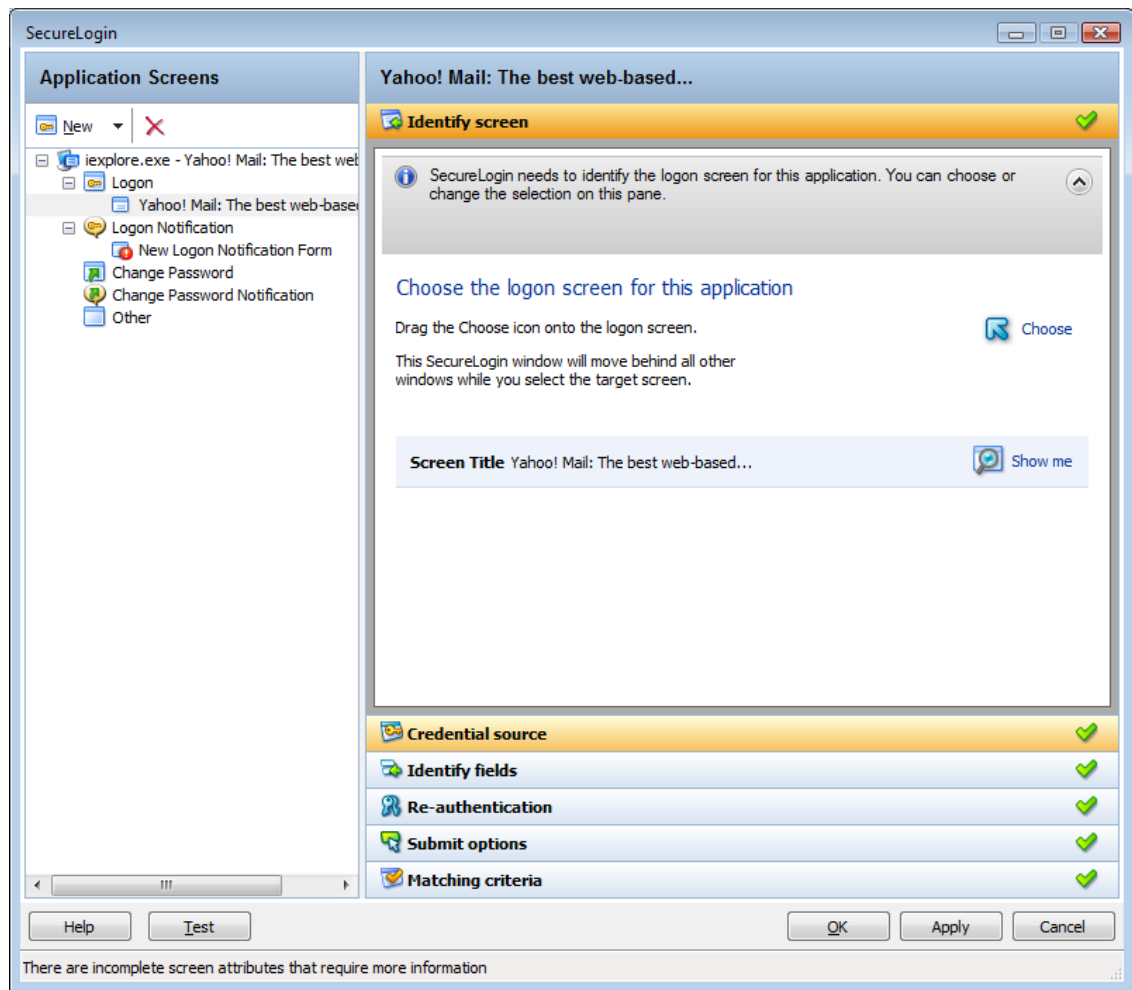 SecureLogin
Application Screens
New
iexplore.exe - Yahoo! Mail: The best web
Logon
Yahoo! Mail: The best web-base
Logon Notification
New Logon Notification Form
Change Password
Change Password Notification
Other
Yahoo! Mail: The best web-based...
Identify screen
SecureLogin needs to identify the logon screen for this application. You can choose or
change the selection on this pane.
Choose the logon screen for this application
Drag the Choose icon onto the logon screen.
Choose
This SecureLogin window will move behind all other
windows while you select the target screen.
Screen Title Yahoo! Mail: The best web-based...
Show me
Credential source
Identify fields
Re-authentication
Submit options
Matching criteria
Help
Test
OK
Apply
Cancel
There are incomplete screen attributes that require more information